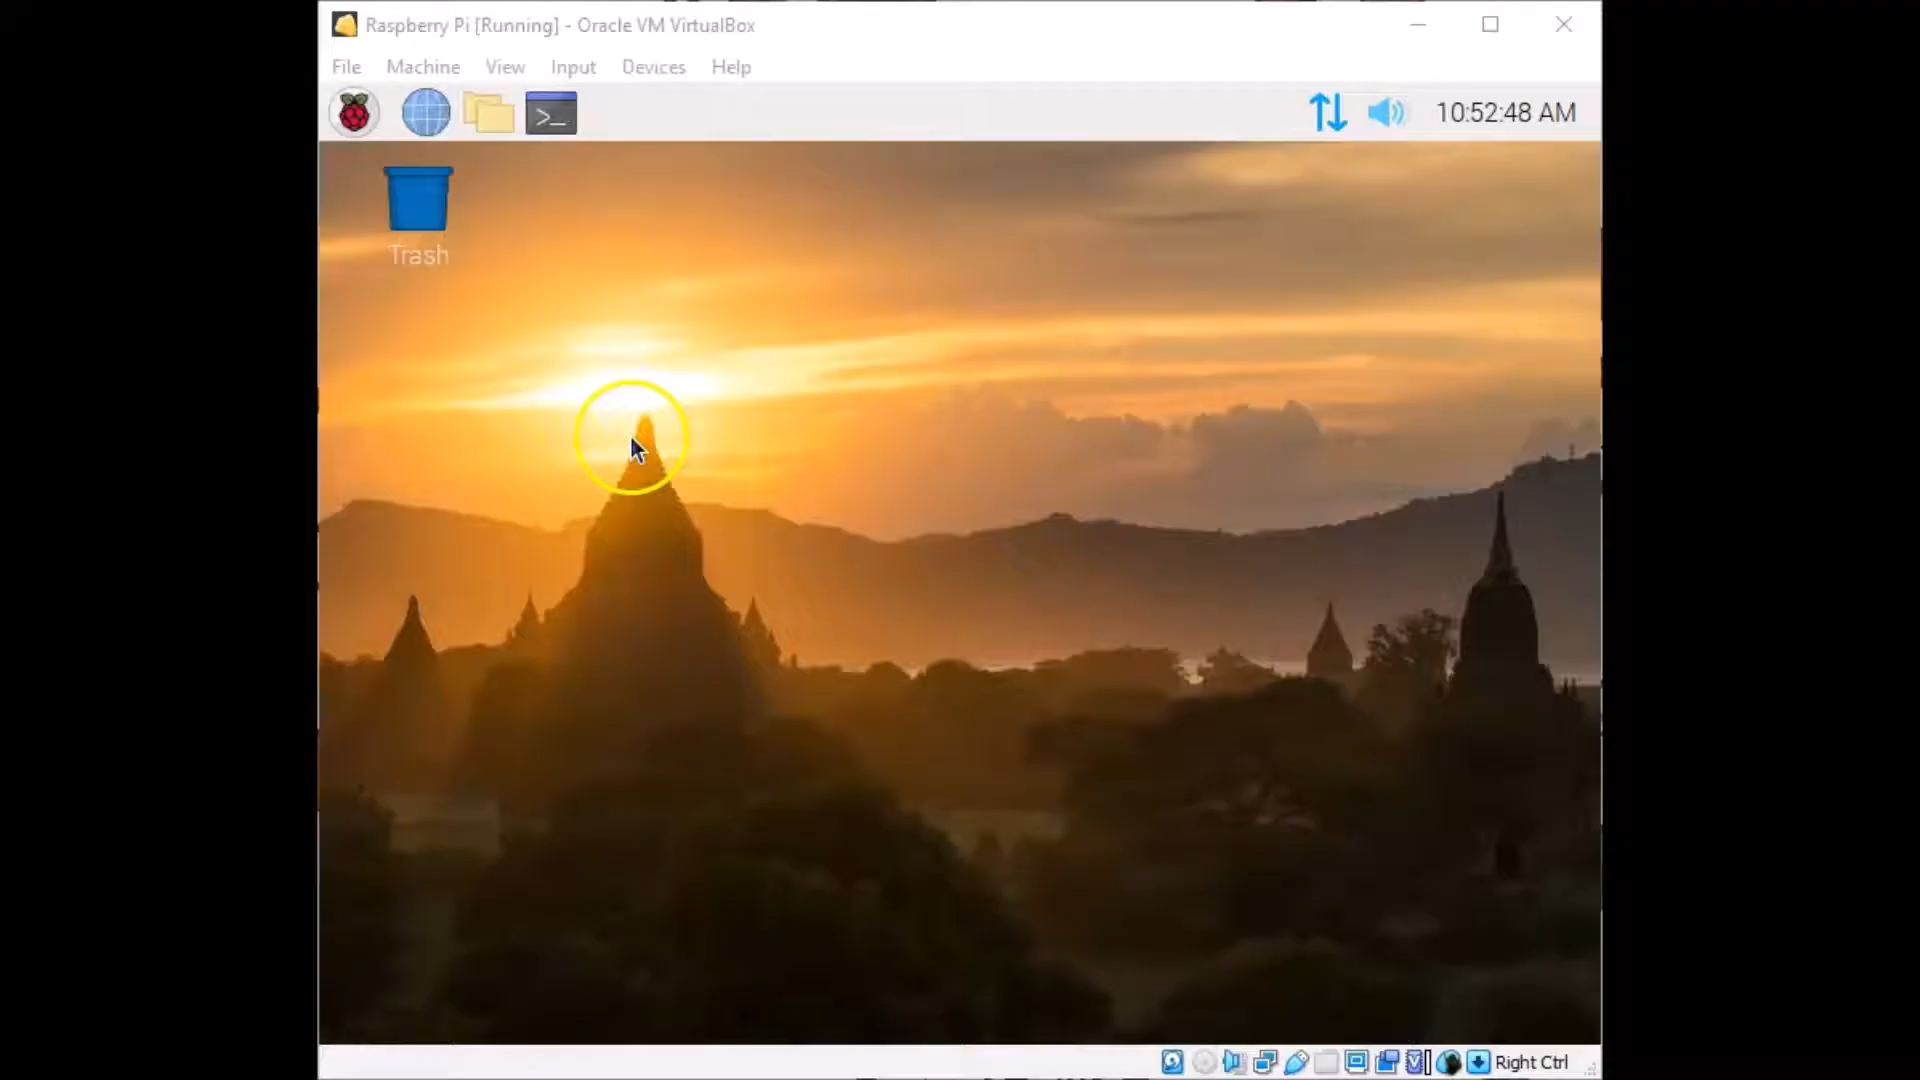 Raspberry Pi [Running] - Oracle VM VirtualBox
File Machine View Input Devices Help
>_ 10:52:48 AM
Trash
Right Ctrl